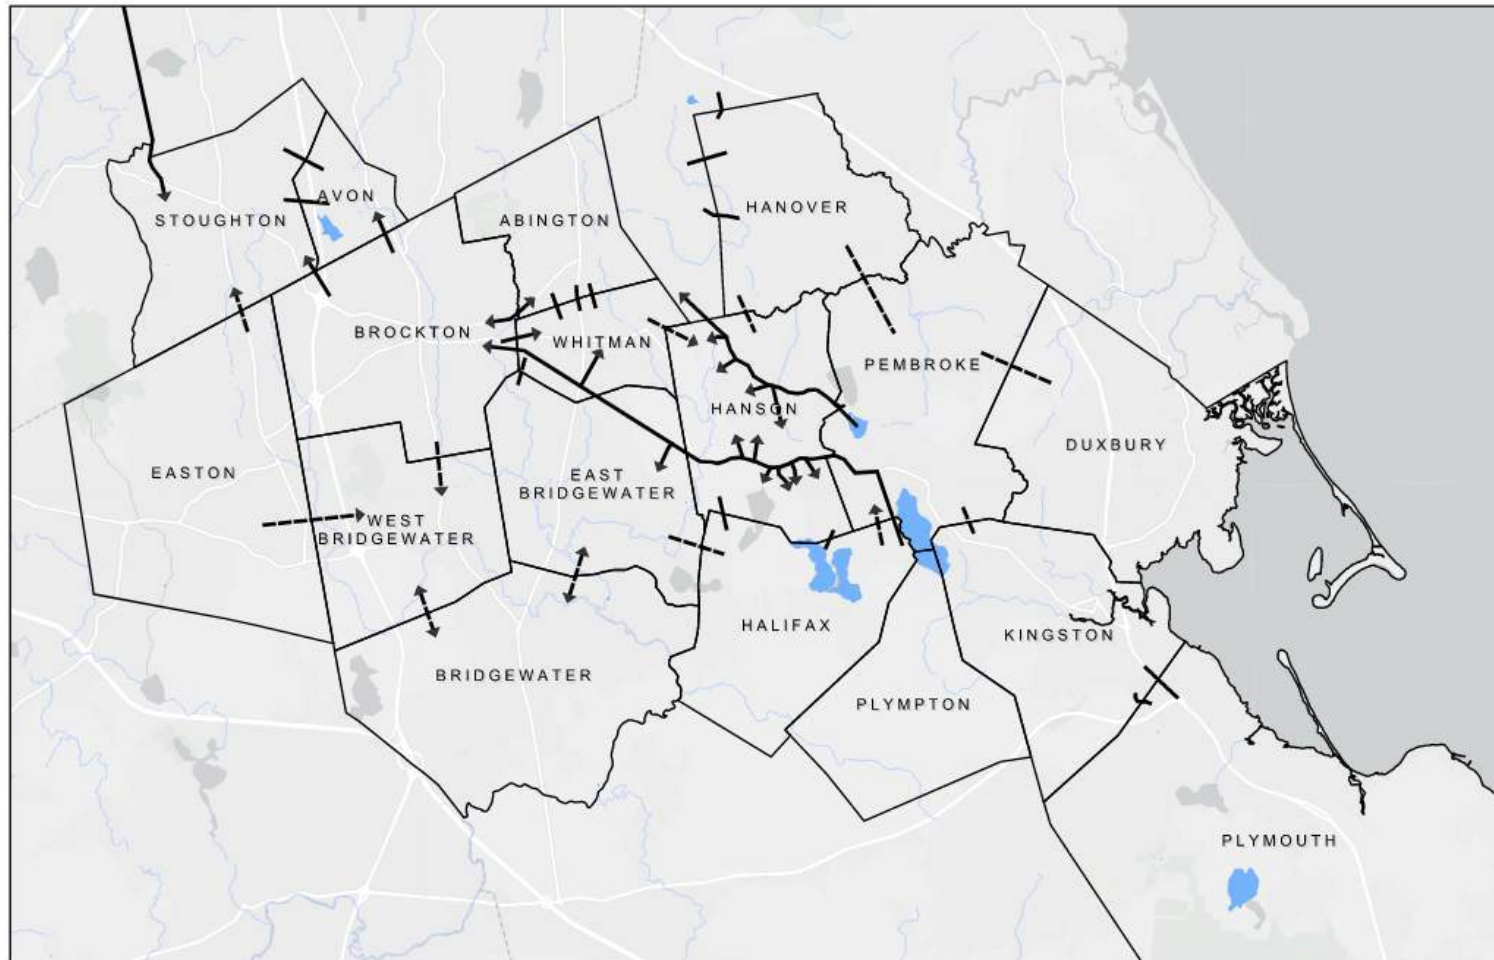 AVON
STOUGHTON
ABINGTON
HANOVER
BROCKTON
WHITMAN
PEMBROKE
HANSON
DUXBURY
EASTON
EAST
BRIDGEWATER
WEST
BRIDGEWATER
HALIFAX
KINGSTON
BRIDGEWATER
PLYMPTON
PLYMOUTH